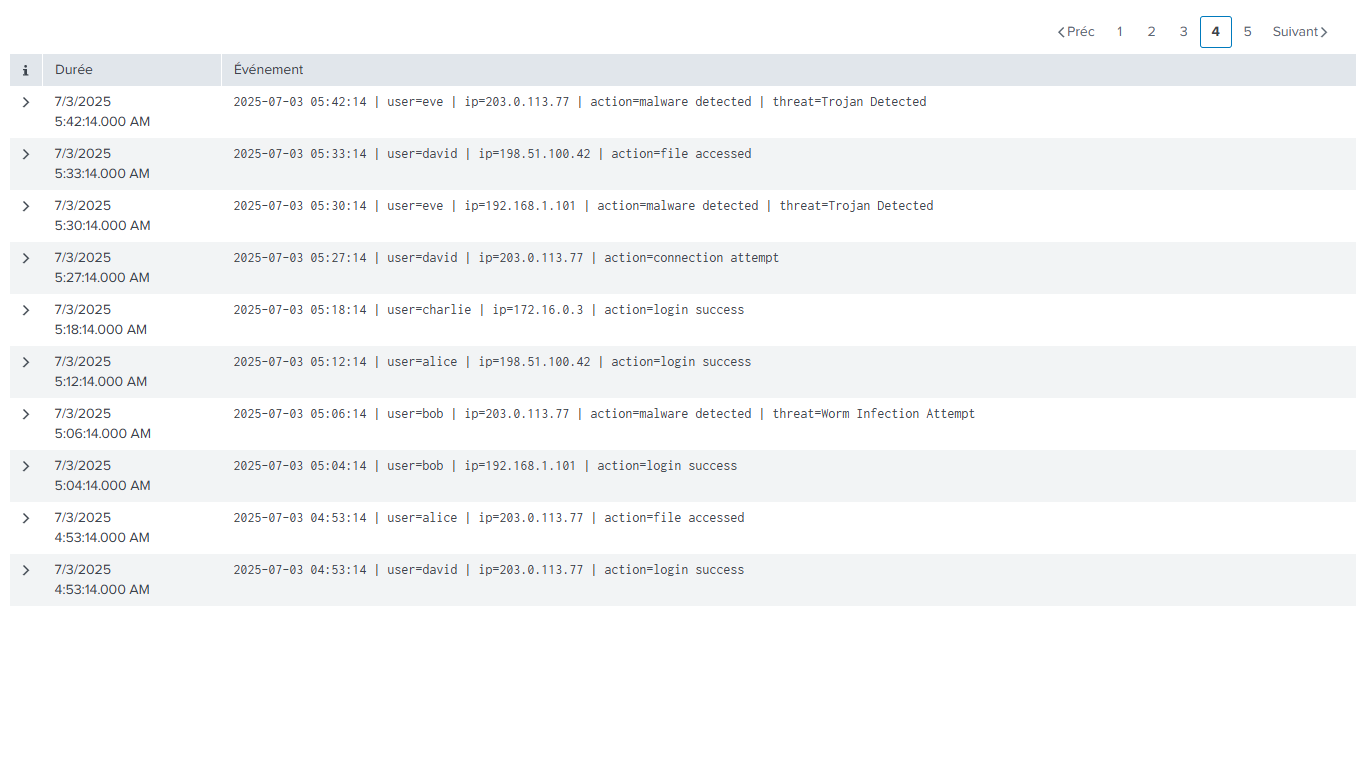 Préc 1 2 3 4 5 Suivant
i Durée Événement
7/3/2025 2025-07-03 05:42:14 | user=eve | ip=203.0.113.77 | action=malware detected | threat=Trojan Detected
5:42:14.000 AM
7/3/2025 2025-07-03 05:33:14 | user=david | ip=198.51.100.42 | action=file accessed
5:33:14.000 AM
7/3/2025 2025-07-03 05:30:14 | user=eve | ip=192.168.1.101 | action=malware detected | threat=Trojan Detected
5:30:14.000 AM
7/3/2025 2025-07-03 05:27:14 | user=david | ip=203.0.113.77 | action=connection attempt
5:27:14.000 AM
7/3/2025 2025-07-03 05:18:14 | user=charlie | ip=172.16.0.3 | action=login success
5:18:14.000 AM
7/3/2025 2025-07-03 05:12:14 | user=alice | ip=198.51.100.42 | action=login success
5:12:14.000 AM
7/3/2025 2025-07-03 05:06:14 | user=bob | ip=203.0.113.77 | action=malware detected | threat=Worm Infection Attempt
5:06:14.000 AM
7/3/2025 2025-07-03 05:04:14 | user=bob | ip=192.168.1.101 | action=login success
5:04:14.000 AM
7/3/2025 2025-07-03 04:53:14 | user=alice | ip=203.0.113.77 | action=file accessed
4:53:14.000 AM
7/3/2025 2025-07-03 04:53:14 | user=david | ip=203.0.113.77 | action=login success
4:53:14.000 AM